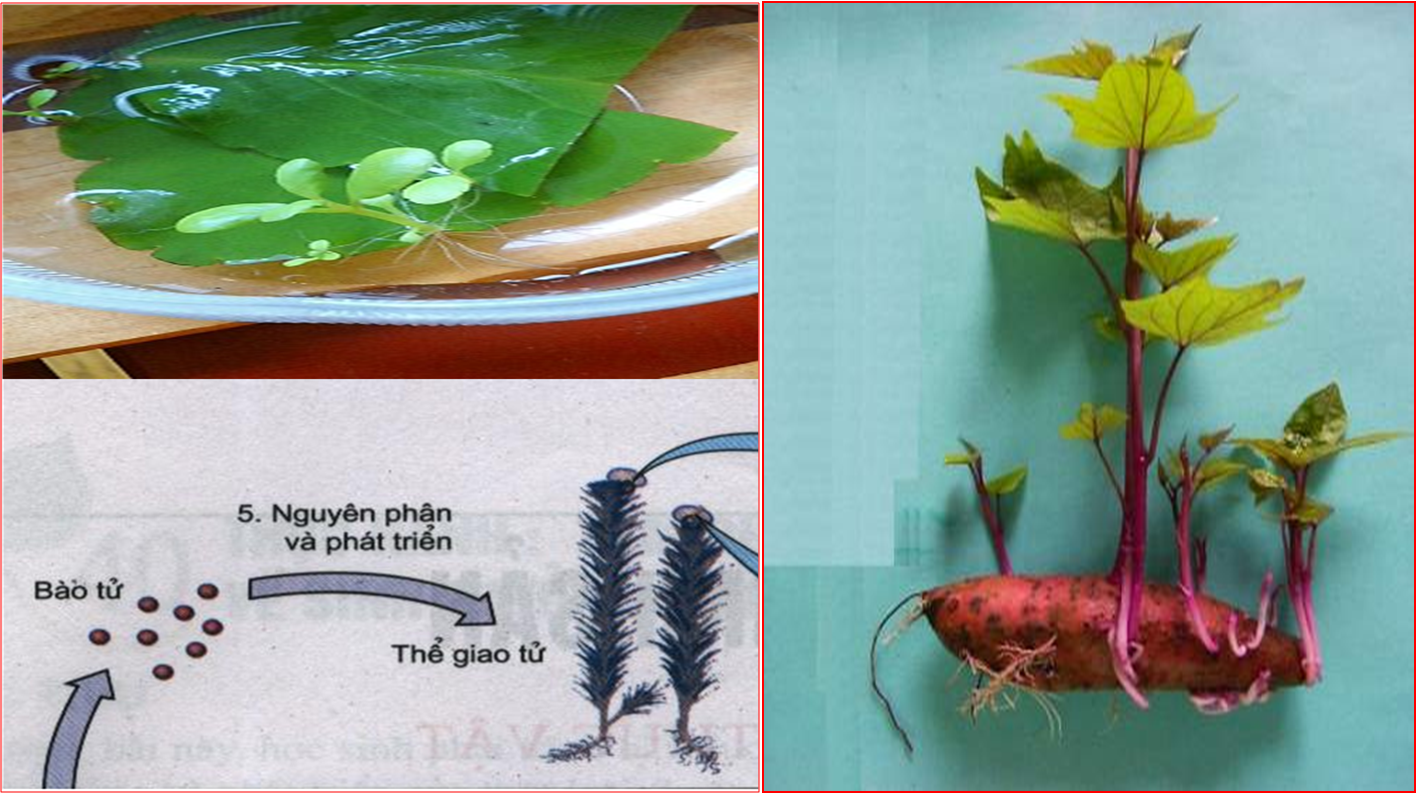 5. Nguyên phân
và phát triển
Bào tử
Thể giao tử